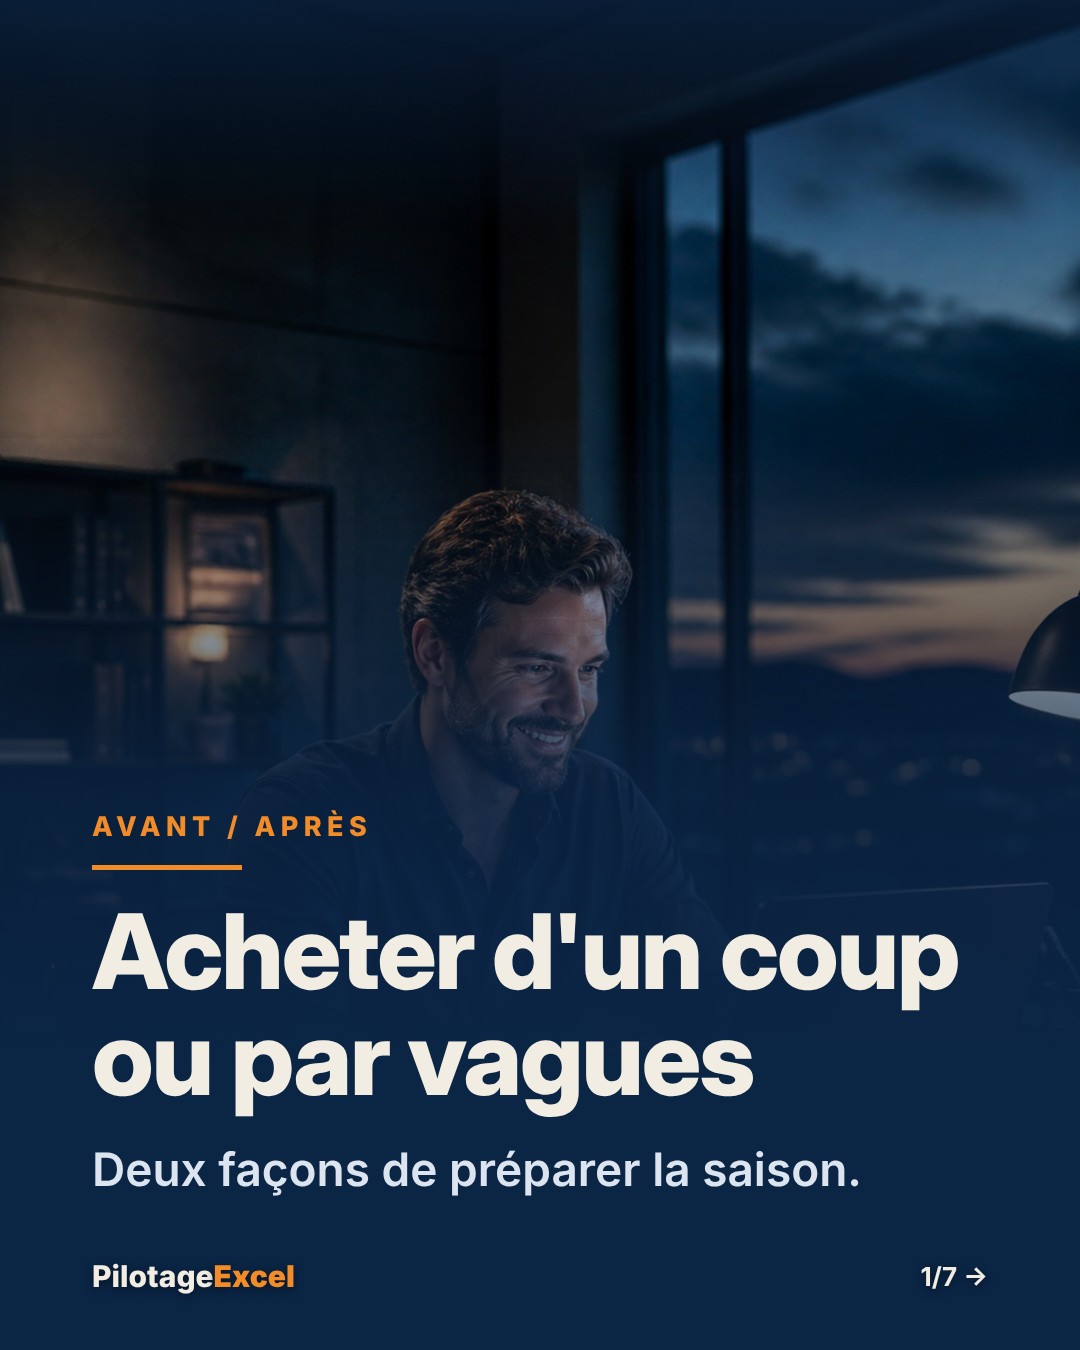 AVANT / APRÈS
Acheter d'un coup
ou par vagues
Deux façons de préparer la saison.
PilotageExcel
1/7 →